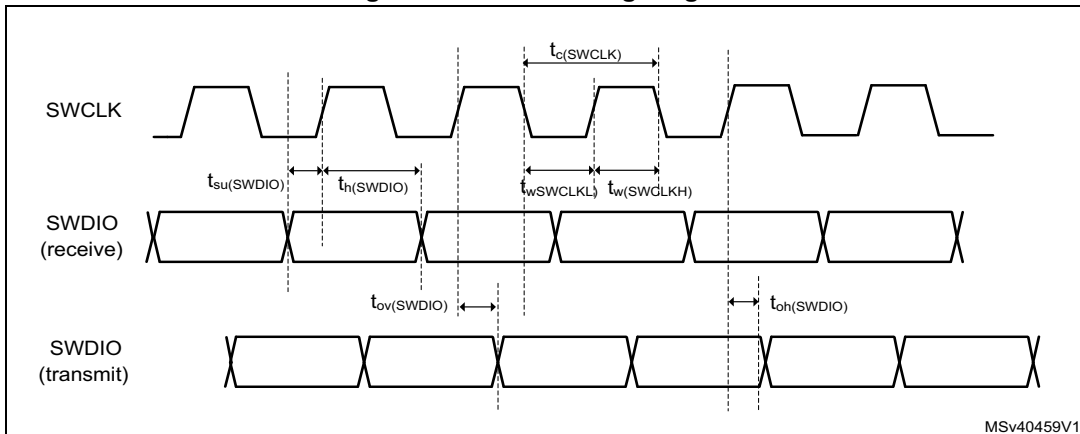 tc(SWCLK)
SWCLK
tsu(SWDIO)
th(SWDIO)
twSWCLKL)
tw(SWCLKH)
SWDIO
(receive)
tov(SWDIO)
toh(SWDIO)
SWDIO
(transmit)
MSv40459V1